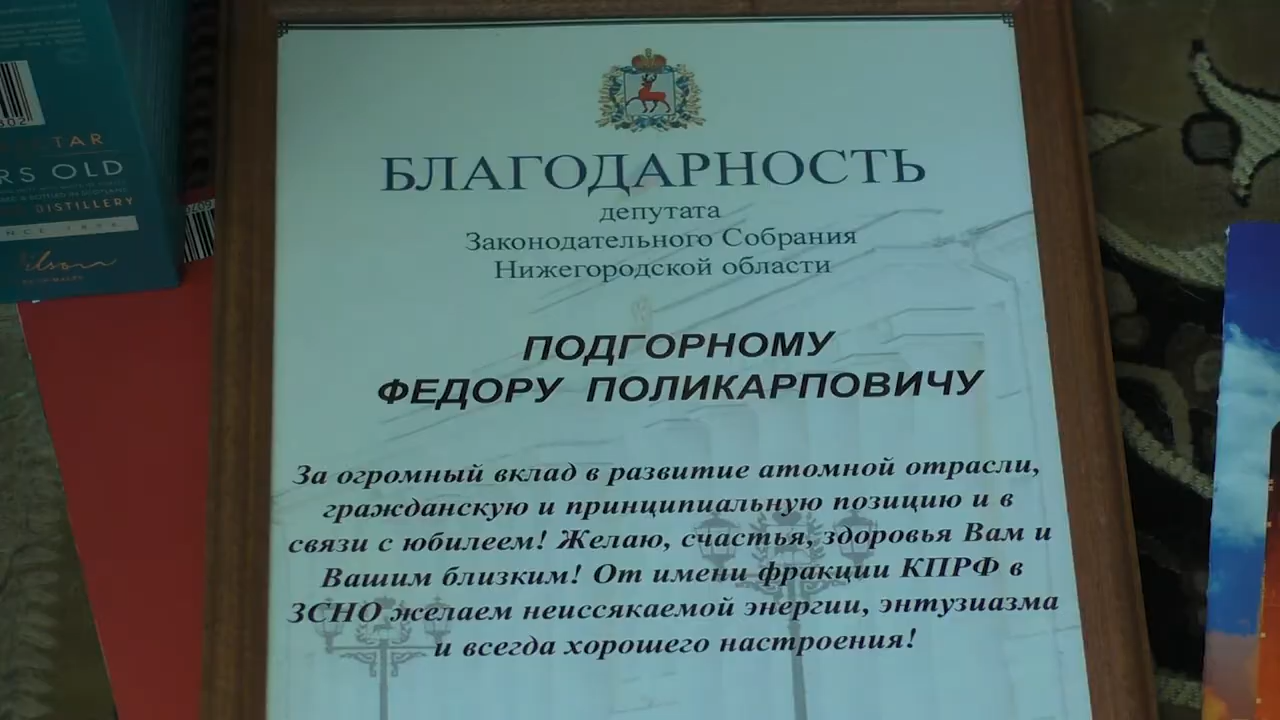 TAR
RS OLD
DISTILLERY
БЛАГОДАРНОСТЬ
депутата
Законодательного Собрания
Нижегородской области
ПОДГОРНОМУ
ФЕДОРУ ПОЛИКАРПОВИЧУ
За огромный вклад в развитие атомной отрасли,
гражданскую и принципиальную позицию и в
связи с юбилеем! Желаю, счастья, здоровья Вам и
Вашим близким! От имени фракции КПРФ в
ЗСНО желаем неиссякаемой энергии, энтузиазма
и всегда хорошего настроения!